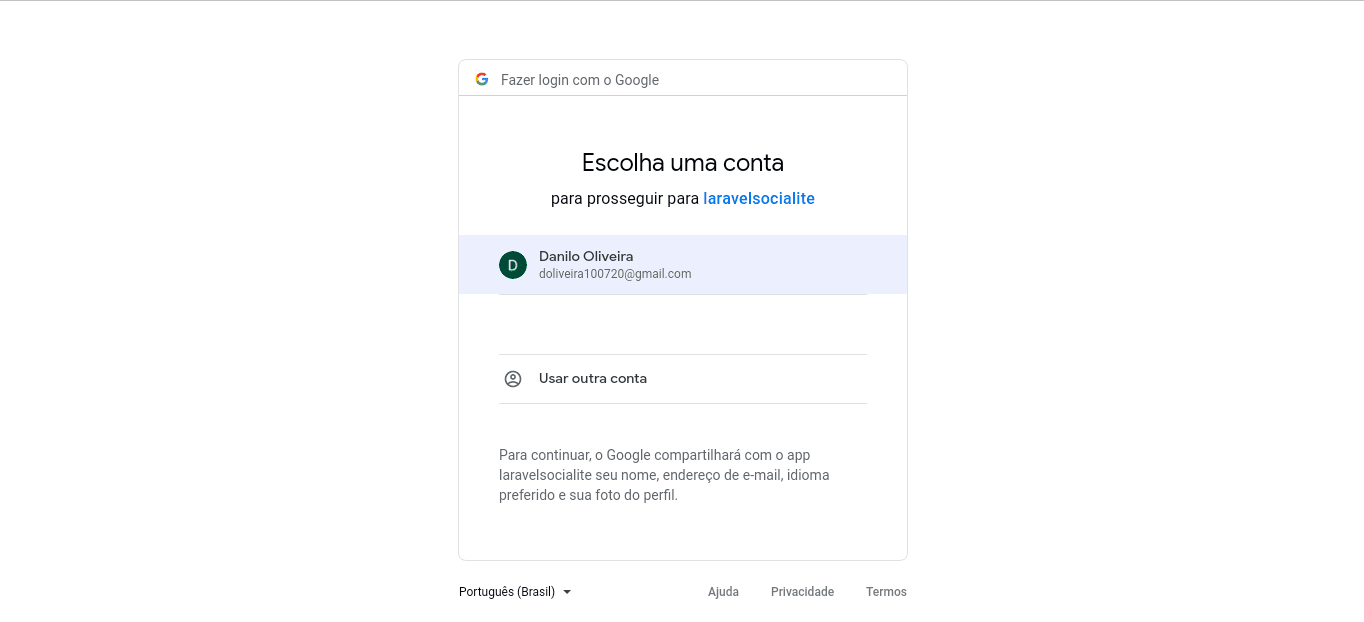 Fazer login com o Google
Escolha uma conta
para prosseguir para laravelsocialite
D
Danilo Oliveira
doliveira100720@gmail.com
Usar outra conta
Para continuar, o Google compartilhará com o app
laravelsocialite seu nome, endereço de e-mail, idioma
preferido e sua foto do perfil.
Português (Brasil) Ajuda Privacidade Termos